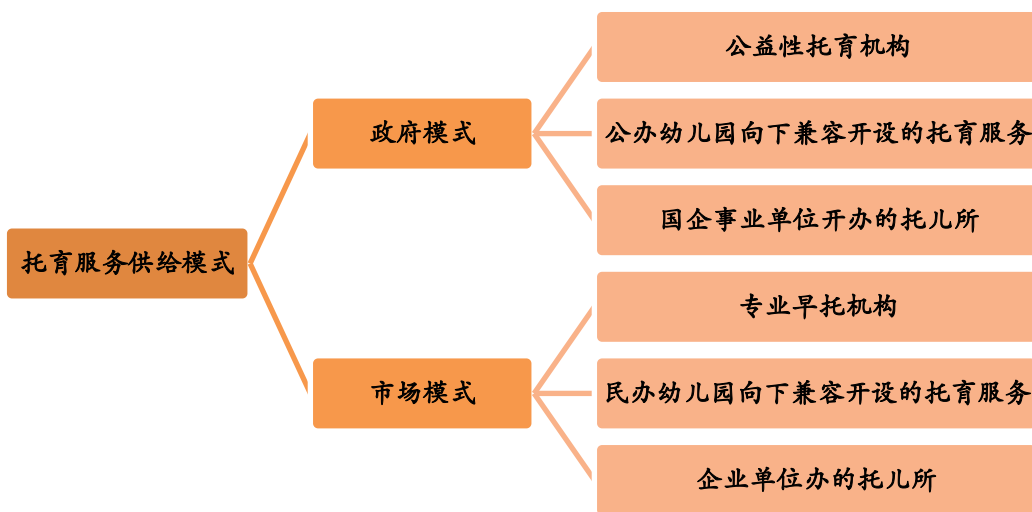 托育服务供给模式
政府模式
公益性托育机构
公办幼儿园向下兼容开设的托育服务
国企事业单位开办的托儿所
市场模式
专业早托机构
民办幼儿园向下兼容开设的托育服务
企业单位办的托儿所